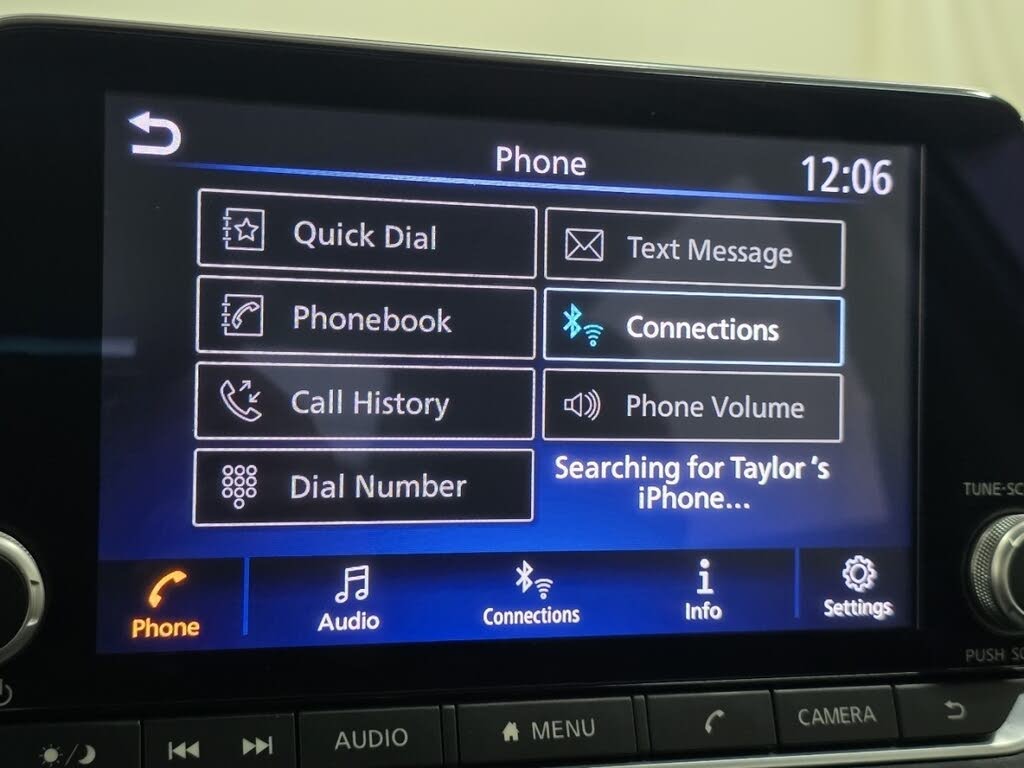 Phone
12:06
Quick Dial
Text Message
Phonebook
Connections
Call History
Phone Volume
Dial Number
Searching for Taylor 's
iPhone...
Phone
Audio
Connections
Info
Settings
TUNE-SC
PUSH SO
AUDIO
MENU
CAMERA